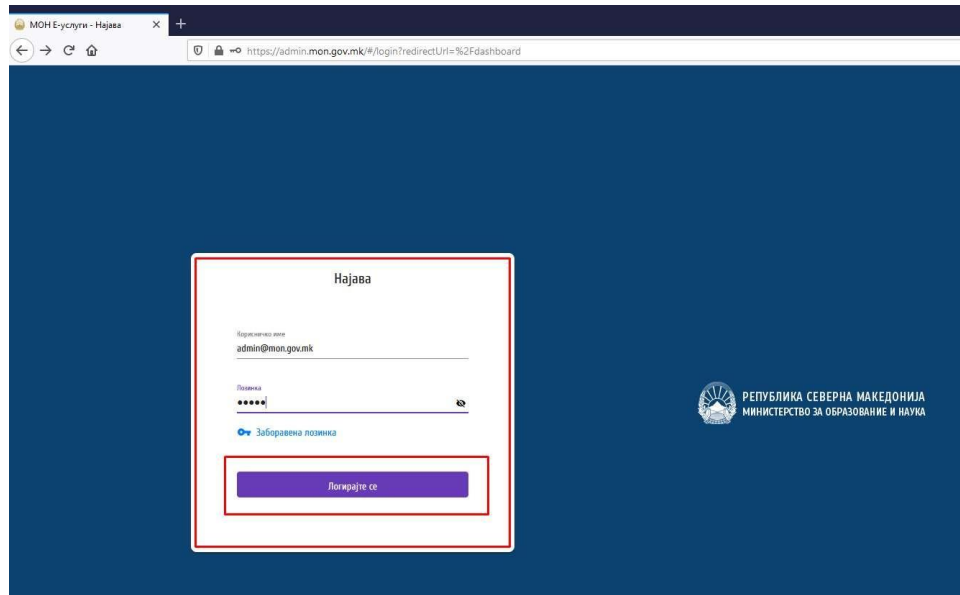 МОН Е-услуги - Најава
https://admin.mon.gov.mk/#/login?redirectUrl=%2Fdashboard
Најава
Корисничко име
admin@mon.gov.mk
Лозинка
•••••
Заборавена лозинка
Логирајте се
РЕПУБЛИКА СЕВЕРНА МАКЕДОНИЈА
МИНИСТЕРСТВО ЗА ОБРАЗОВАНИЕ И НАУКА